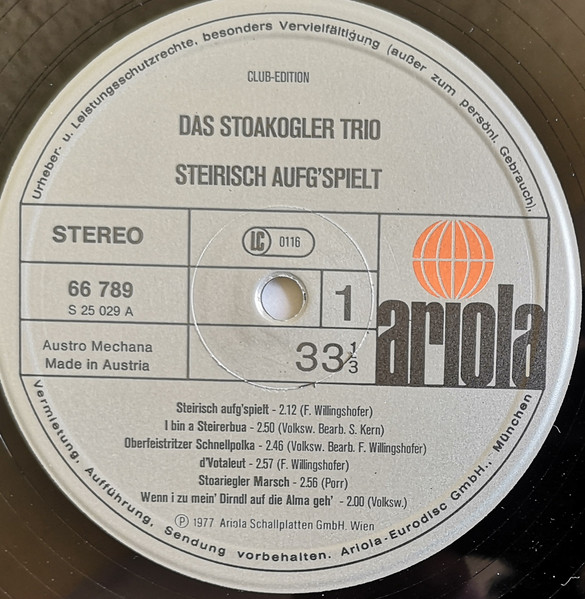 Urheber- u. Leistungsschutzrechte, besonders Vervielfältigung (außer zum persönl. Gebrauch),
CLUB-EDITION
DAS STOAKOGLER TRIO
STEIRISCH AUFG'SPIELT
STEREO
LC 0116
66 789
S 25 029 A
1
ariola
Austro Mechana
Made in Austria
33 1/3
Steirisch aufg'spielt - 2.12 (F. Willingshofer)
I bin a Steirerbua - 2.50 (Volksw. Bearb. S. Kern)
Oberfeistritzer Schnellpolka - 2.46 (Volksw. Bearb. F. Willingshofer)
d'Votaleut - 2.57 (F. Willingshofer)
Stoariegler Marsch - 2.56 (Porr)
Wenn i zu mein' Dirndl auf die Alma geh' - 2.00 (Volksw.)
Ⓟ 1977 Ariola Schallplatten GmbH. Wien
Vermietung, Aufführung, Sendung vorbehalten. Ariola-Eurodisc GmbH., München